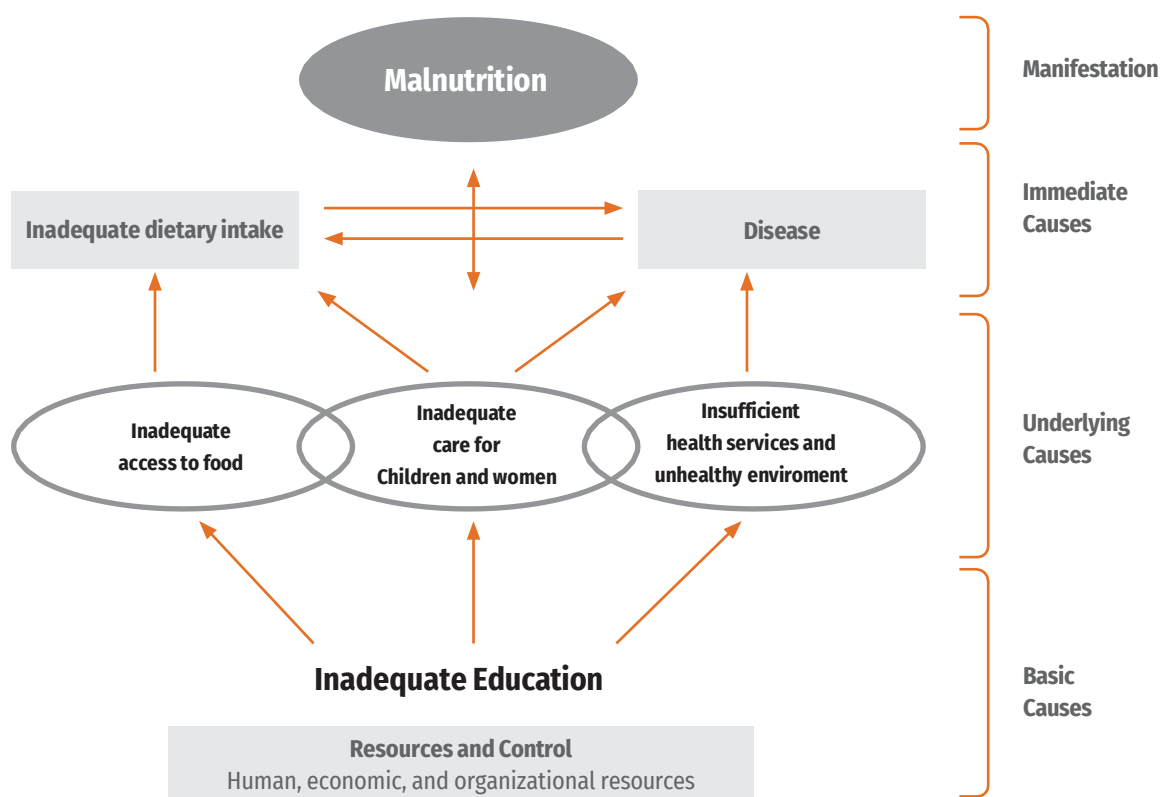 Malnutrition
Manifestation
Inadequate dietary intake
Disease
Immediate
Causes
Inadequate
access to food
Inadequate
care for
Children and women
Insufficient
health services and
unhealthy enviroment
Underlying
Causes
Inadequate Education
Basic
Causes
Resources and Control
Human, economic, and organizational resources